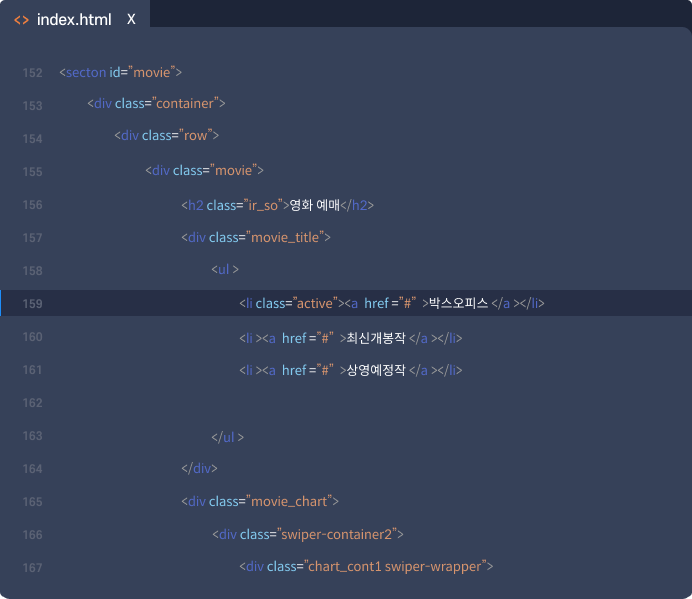 <> index.html X
152 <secton id=”movie”>
153 <div class=”container”>
154 <div class=”row”>
155 <div class=”movie”>
156 <h2 class=”ir_so”>영화 예매</h2>
157 <div class=”movie_title”>
158 <ul >
159 <li class=”active”><a href =”#” >박스오피스 </a ></li>
160 <li ><a href =”#” >최신개봉작 </a ></li>
161 <li ><a href =”#” >상영예정작 </a ></li>
162
163 </ul >
164 </div>
165 <div class=”movie_chart”>
166 <div class=”swiper-container2”>
167 <div class=”chart_cont1 swiper-wrapper”>